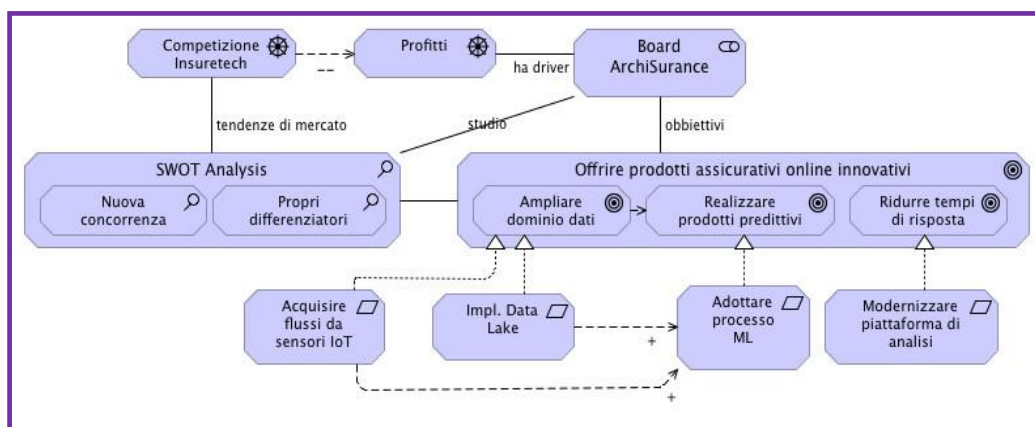 Competizione
Insuretech
Profitti
Board
ArchiSurance
--
ha driver
tendenze di mercato
studio
obbiettivi
SWOT Analysis
Offrire prodotti assicurativi online innovativi
Nuova
concorrenza
Propri
differenziatori
Ampliare
dominio dati
Realizzare
prodotti predittivi
Ridurre tempi
di risposta
Acquisire
flussi da
sensori IoT
Impl. Data
Lake
Adottare
processo
ML
Modernizzare
piattaforma di
analisi
+
+